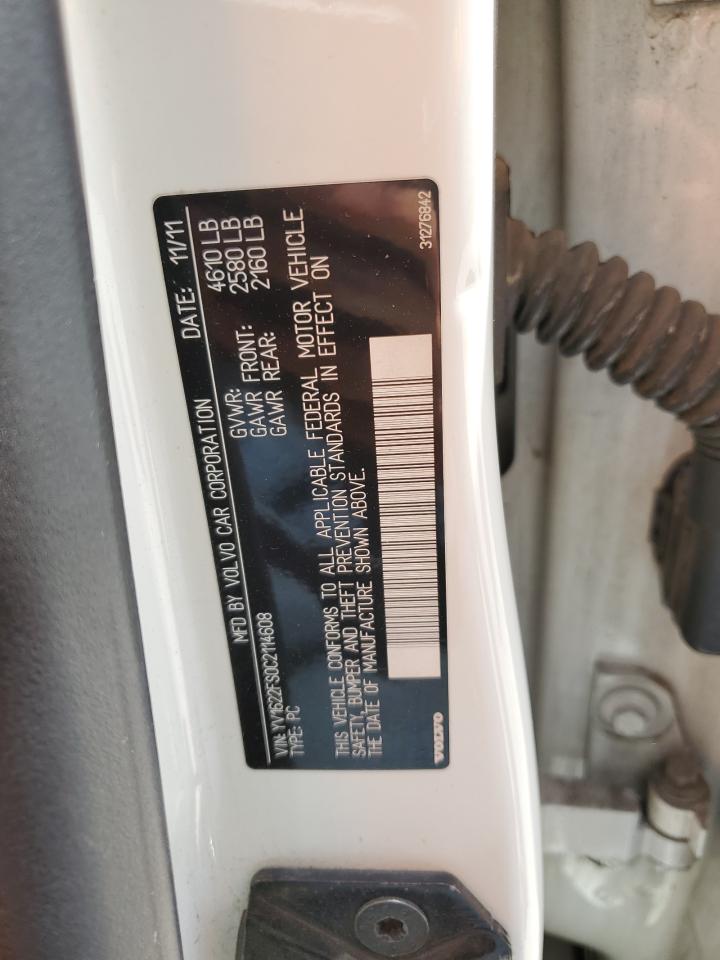 MFD BY VOLVO CAR CORPORATION DATE: 11/11
VIN: YV1622FS0C2114608 GVWR: 4610 LB
TYPE: PC GAWR FRONT: 2580 LB
GAWR REAR: 2160 LB
THIS VEHICLE CONFORMS TO ALL APPLICABLE FEDERAL MOTOR VEHICLE
SAFETY, BUMPER AND THEFT PREVENTION STANDARDS IN EFFECT ON
THE DATE OF MANUFACTURE SHOWN ABOVE.
VOLVO 31276842